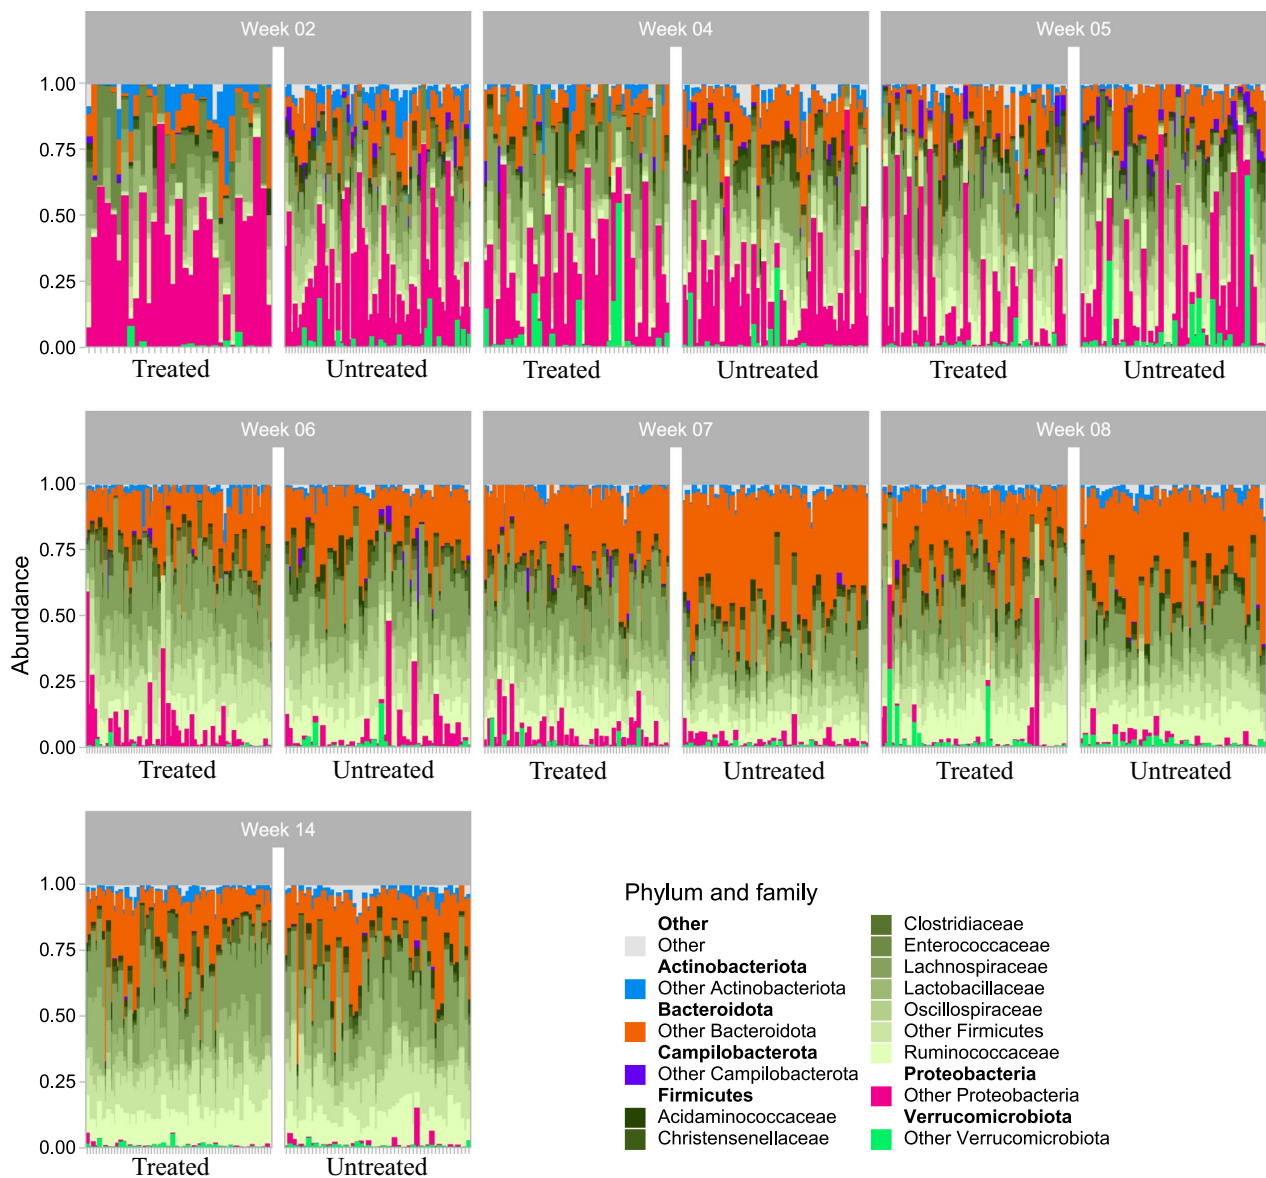 Week 02
Week 04
Week 05
1.00
0.75
0.50
0.25
0.00
Treated
Untreated
Treated
Untreated
Treated
Untreated
Week 06
Week 07
Week 08
Abundance
1.00
0.75
0.50
0.25
0.00
Treated
Untreated
Treated
Untreated
Treated
Untreated
Week 14
1.00
0.75
0.50
0.25
0.00
Treated
Untreated
Phylum and family
Other
Other
Actinobacteriota
Other Actinobacteriota
Bacteroidota
Other Bacteroidota
Campilobacterota
Other Campilobacterota
Firmicutes
Acidaminococcaceae
Christensenellaceae
Clostridiaceae
Enterococcaceae
Lachnospiraceae
Lactobacillaceae
Oscillospiraceae
Other Firmicutes
Ruminococcaceae
Proteobacteria
Other Proteobacteria
Verrucomicrobiota
Other Verrucomicrobiota